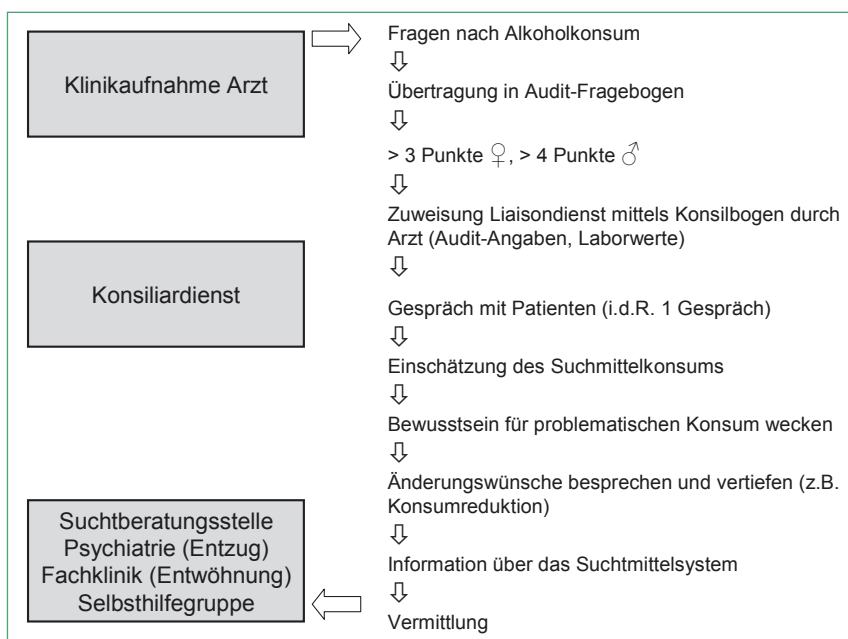 Klinikaufnahme Arzt
Fragen nach Alkoholkonsum
Übertragung in Audit-Fragebogen
> 3 Punkte ♀, > 4 Punkte ♂
Zuweisung Liaisondienst mittels Konsilbogen durch
Arzt (Audit-Angaben, Laborwerte)
Konsiliardienst
Gespräch mit Patienten (i.d.R. 1 Gespräch)
Einschätzung des Suchmittelkonsums
Bewusstsein für problematischen Konsum wecken
Änderungswünsche besprechen und vertiefen (z.B.
Konsumreduktion)
Suchtberatungsstelle
Psychiatrie (Entzug)
Fachklinik (Entwöhnung)
Selbsthilfegruppe
Information über das Suchtmittelsystem
Vermittlung